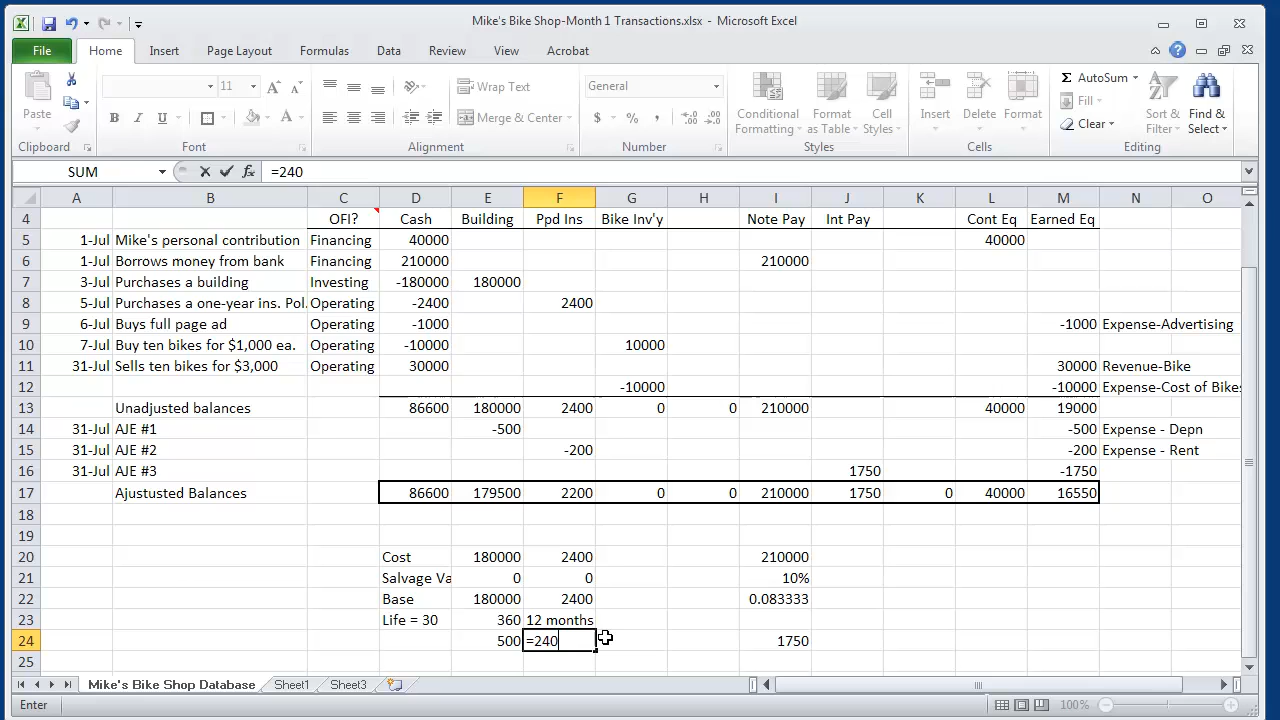 Mike's Bike Shop-Month 1 Transactions.xlsx - Microsoft Excel
File Home Insert Page Layout Formulas Data Review View Acrobat
Paste 11 Wrap Text General Conditional Formatting Format as Table Cell Styles Insert Delete Format AutoSum Sort & Filter Find & Select
B I U Merge & Center $ % , Fill Clear
Clipboard Font Alignment Number Styles Cells Editing
SUM fx =240
A B C D E F G H I J K L M N O
4 OFI? Cash Building Ppd Ins Bike Inv'y Note Pay Int Pay Cont Eq Earned Eq
5 1-Jul Mike's personal contribution Financing 40000 40000
6 1-Jul Borrows money from bank Financing 210000 210000
7 3-Jul Purchases a building Investing -180000 180000
8 5-Jul Purchases a one-year ins. Pol. Operating -2400 2400
9 6-Jul Buys full page ad Operating -1000 -1000 Expense-Advertising
10 7-Jul Buy ten bikes for $1,000 ea. Operating -10000 10000
11 31-Jul Sells ten bikes for $3,000 Operating 30000 30000 Revenue-Bike
12 -10000 -10000 Expense-Cost of Bikes
13 Unadjusted balances 86600 180000 2400 0 0 210000 40000 19000
14 31-Jul AJE #1 -500 -500 Expense - Depn
15 31-Jul AJE #2 -200 -200 Expense - Rent
16 31-Jul AJE #3 1750 -1750
17 Ajustusted Balances 86600 179500 2200 0 0 210000 1750 0 40000 16550
18
19
20 Cost 180000 2400 210000
21 Salvage Va 0 0 10%
22 Base 180000 2400 0.083333
23 Life = 30 360 12 months
24 500 =240 1750
25
Mike's Bike Shop Database Sheet1 Sheet3
Enter 100%